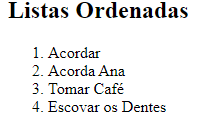 Listas Ordenadas
1. Acordar
2. Acorda Ana
3. Tomar Café
4. Escovar os Dentes